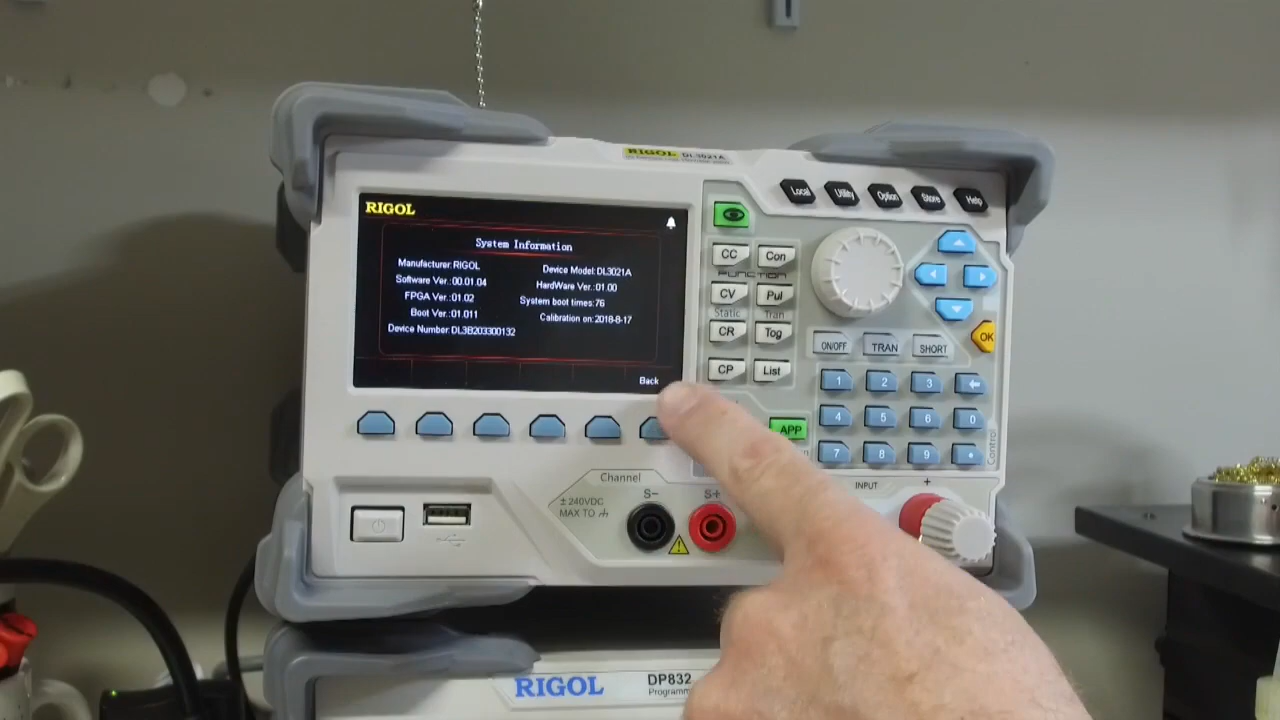 RIGOL DL3021A
RIGOL
System Information
Manufacturer:RIGOL
Device Model:DL3021A
Software Ver.:00.01.04
HardWare Ver.:01.00
FPGA Ver.:01.02
System boot times:76
Boot Ver.:01.011
Calibration on:2018-8-17
Device Number:DL3B203300132
Back
Local Utility Option Store Help
CC Con
FUNCTION
CV Pul
Static Tran
CR Tog
CP List
APP
ON/OFF TRAN SHORT
OK
1 2 3
4 5 6 0
7 8 9
Control
Channel
± 240VDC
MAX TO
S− S+
INPUT +
RIGOL DP832